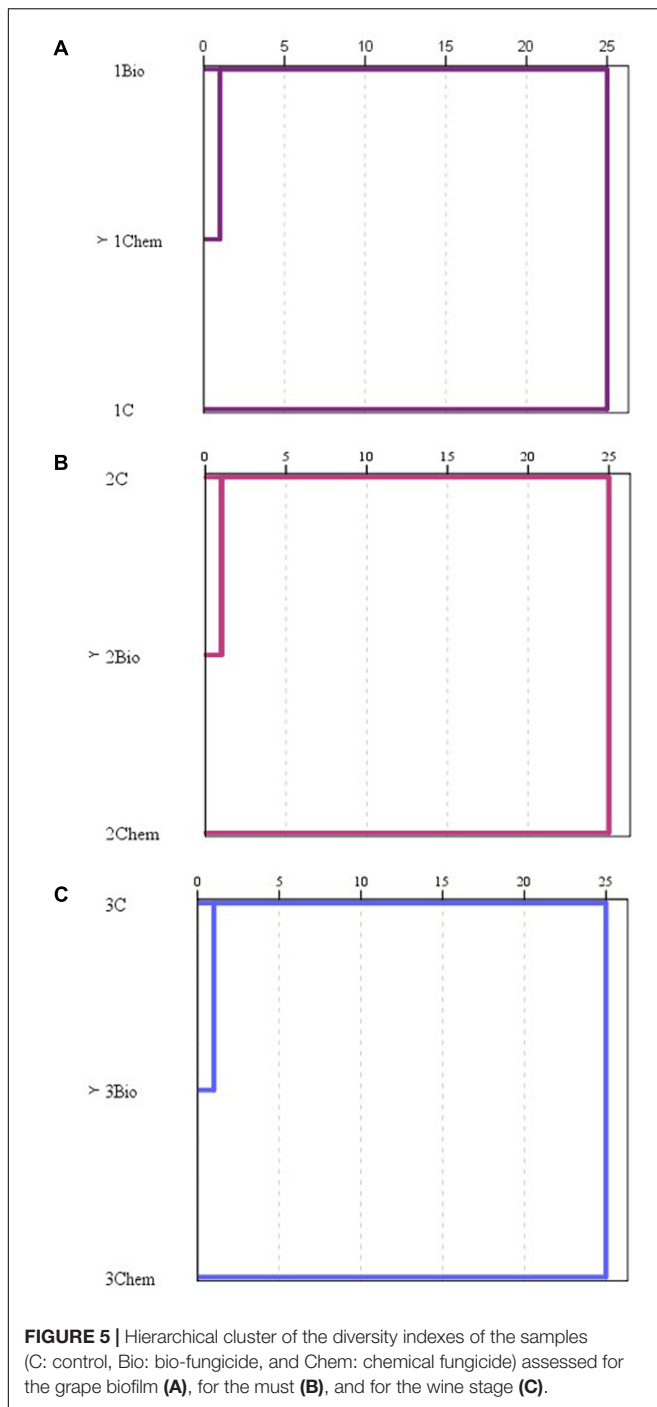 A
0 5 10 15 20 25
1Bio
Y 1Chem
1C
B
0 5 10 15 20 25
2C
Y 2Bio
2Chem
C
0 5 10 15 20 25
3C
Y 3Bio
3Chem
FIGURE 5 | Hierarchical cluster of the diversity indexes of the samples
(C: control, Bio: bio-fungicide, and Chem: chemical fungicide) assessed for
the grape biofilm (A), for the must (B), and for the wine stage (C).